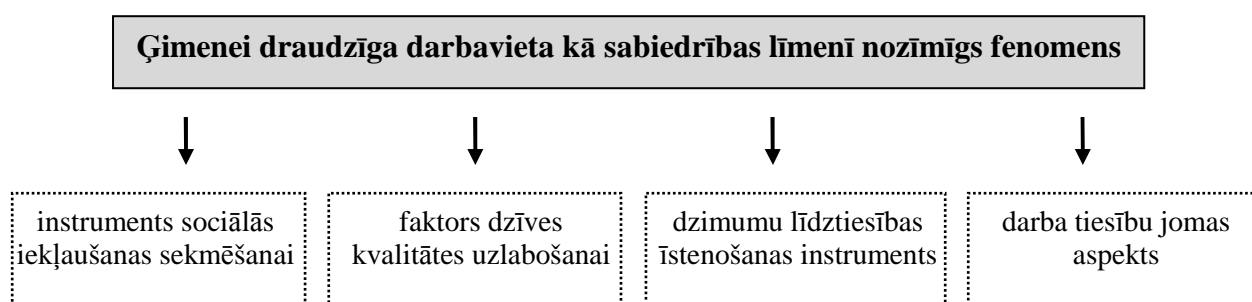 Ģimenei draudzīga darbavieta kā sabiedrības līmenī nozīmīgs fenomens
instruments sociālās
iekļaušanas sekmēšanai
faktors dzīves
kvalitātes uzlabošanai
dzimumu līdztiesības
īstenošanas instruments
darba tiesību jomas
aspekts